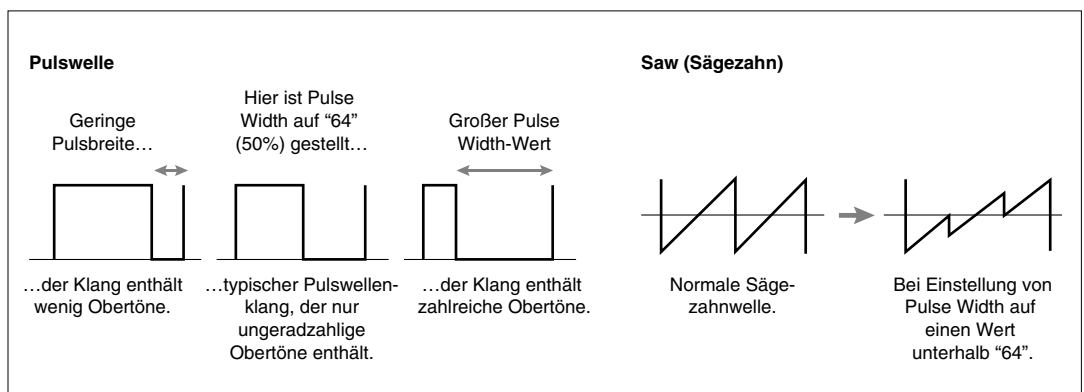 Pulswelle
Geringe
Pulsbreite…
Hier ist Pulse
Width auf “64”
(50%) gestellt…
Großer Pulse
Width-Wert
…der Klang enthält
wenig Obertöne.
…typischer Pulswellen-
klang, der nur
ungeradzahlige
Obertöne enthält.
…der Klang enthält
zahlreiche Obertöne.
Saw (Sägezahn)
Normale Säge-
zahnwelle.
Bei Einstellung von
Pulse Width auf
einen Wert
unterhalb “64”.